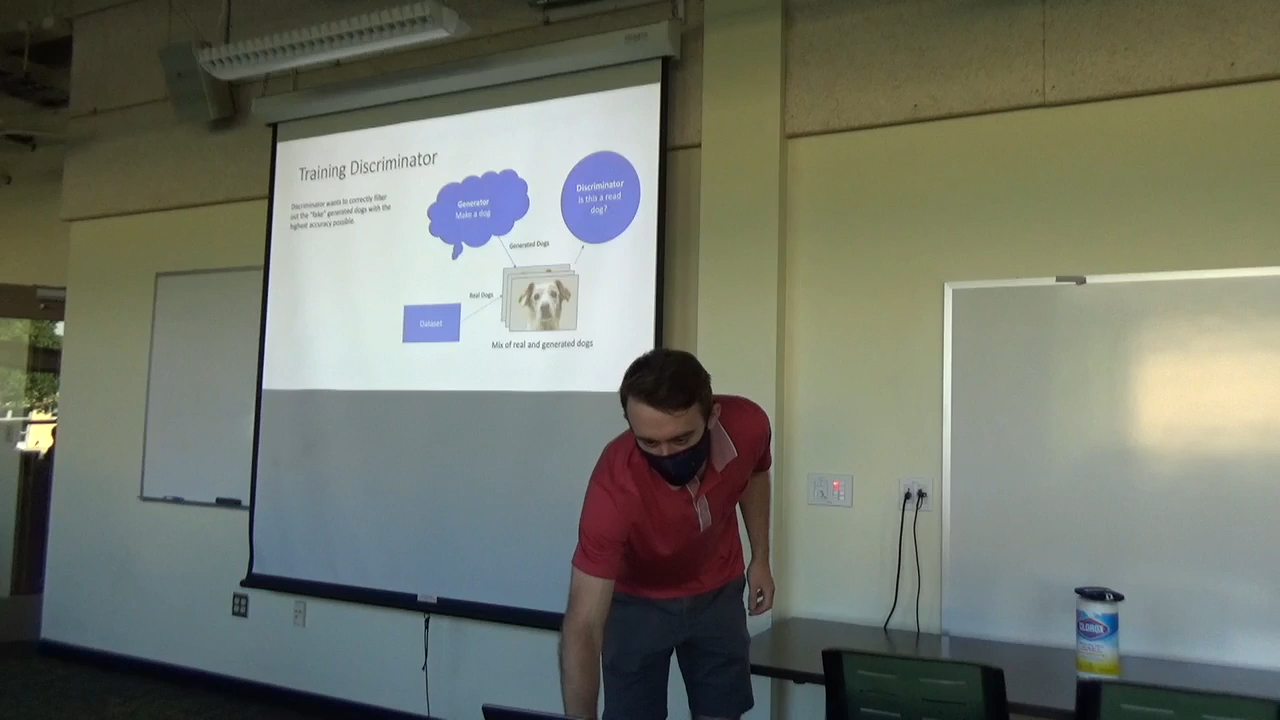 Training Discriminator
Discriminator wants to correctly filter
out the "fake" generated dogs with the
highest accuracy possible.
Generator
Make a dog
Discriminator
Is this a read
dog?
Generated Dogs
Real Dogs
Dataset
Mix of real and generated dogs
CLOROX